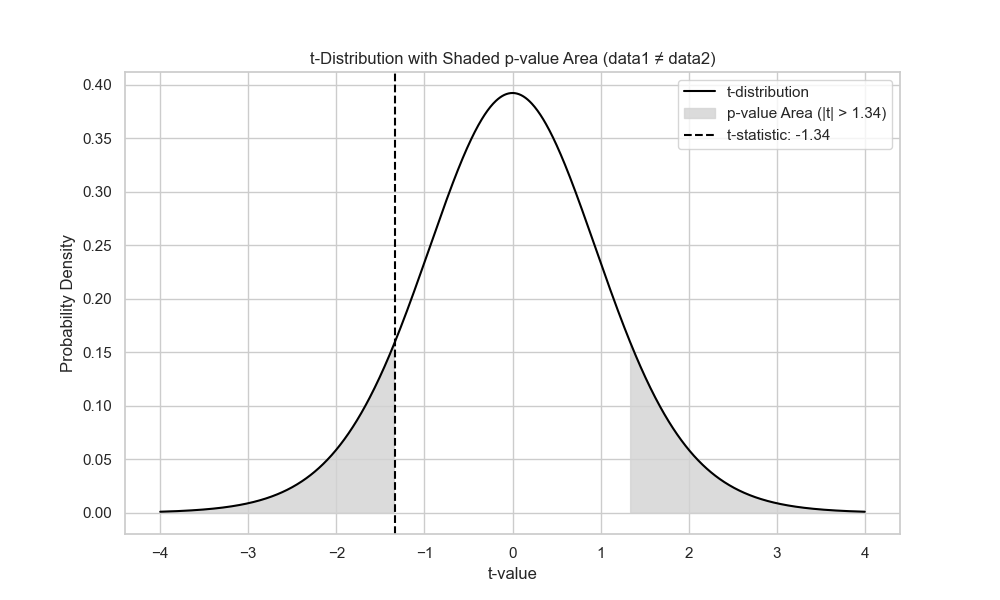 t-Distribution with Shaded p-value Area (data1 ≠ data2)
t-distribution
p-value Area (|t| > 1.34)
t-statistic: -1.34
Probability Density
0.40
0.35
0.30
0.25
0.20
0.15
0.10
0.05
0.00
−4 −3 −2 −1 0 1 2 3 4
t-value